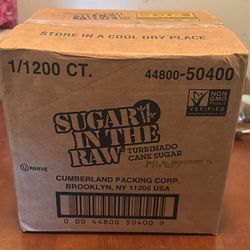 STORE IN A COOL DRY PLACE
1/1200 CT.
44800-50400
NON
GMO
Project
VERIFIED
SUGAR
IN THE
RAW
TURBINADO
CANE SUGAR
U PARVE
CUMBERLAND PACKING CORP.
BROOKLYN, NY 11205 USA
0 00 44800 50400 9